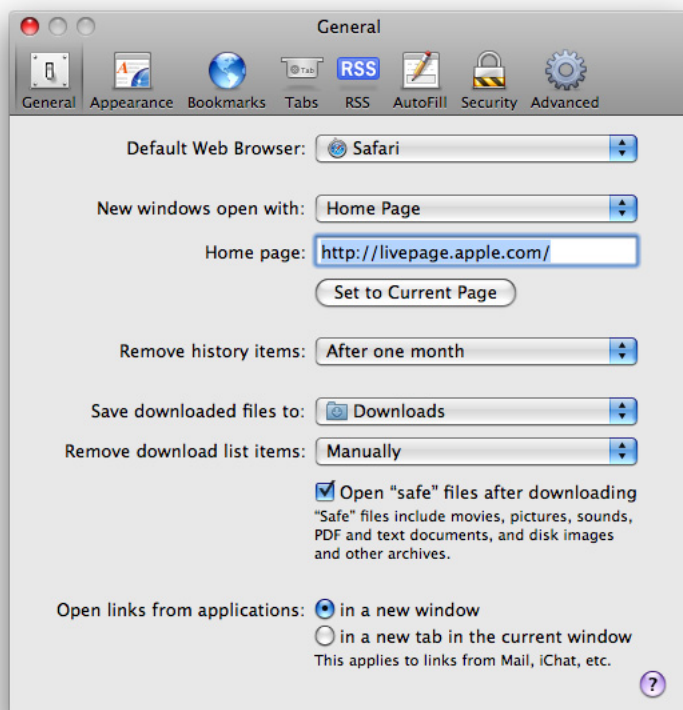 General
Tab RSS
General Appearance Bookmarks Tabs RSS AutoFill Security Advanced
Default Web Browser: Safari
New windows open with: Home Page
Home page: http://livepage.apple.com/
Set to Current Page
Remove history items: After one month
Save downloaded files to: Downloads
Remove download list items: Manually
Open “safe” files after downloading
“Safe” files include movies, pictures, sounds,
PDF and text documents, and disk images
and other archives.
Open links from applications: in a new window
in a new tab in the current window
This applies to links from Mail, iChat, etc.
?